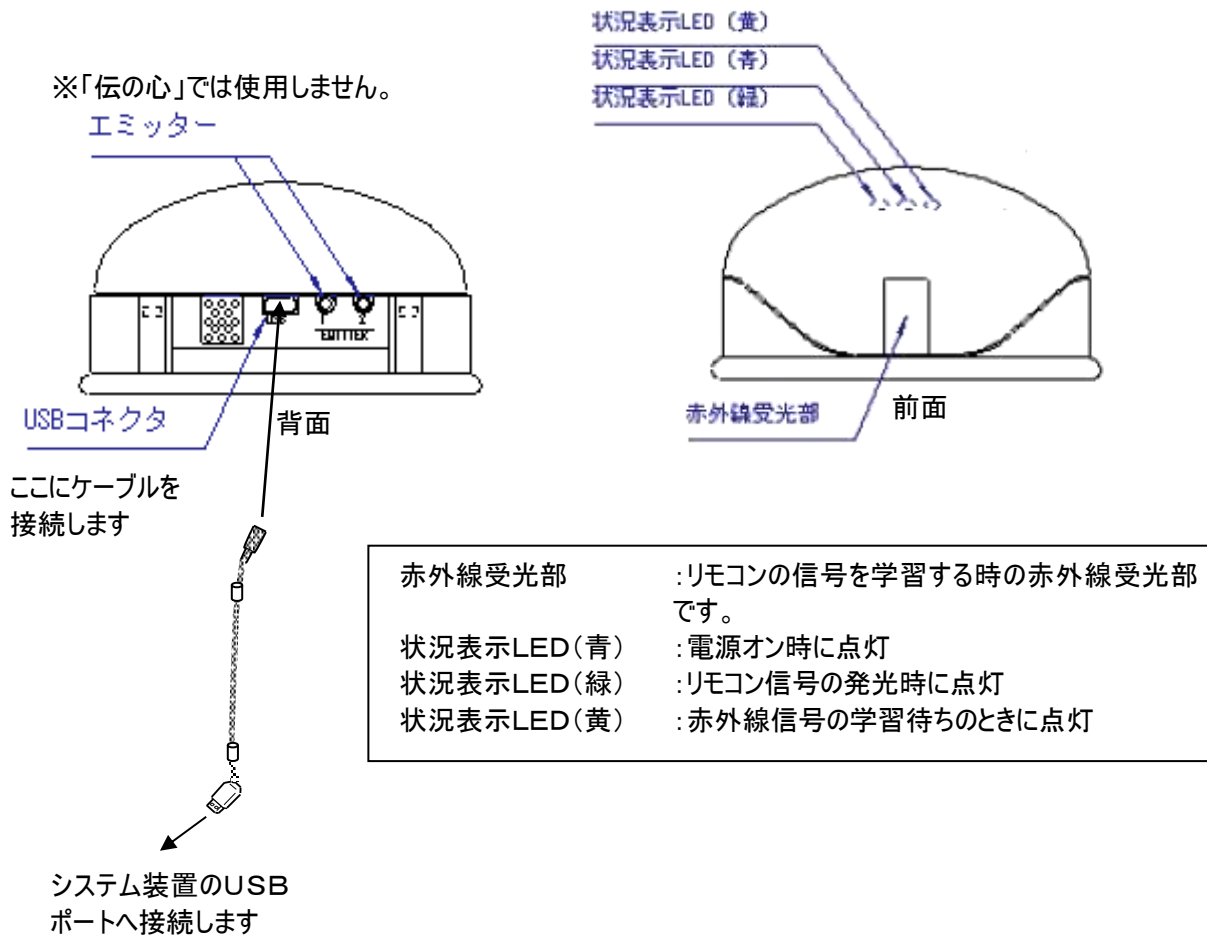 ※「伝の心」では使用しません。
エミッター
USB
1
2
EMITTER
USBコネクタ
背面
ここにケーブルを
接続します
システム装置のUSB
ポートへ接続します
状況表示LED（黄）
状況表示LED（青）
状況表示LED（緑）
赤外線受光部
前面
赤外線受光部 ：リモコンの信号を学習する時の赤外線受光部
です。
状況表示LED（青） ：電源オン時に点灯
状況表示LED（緑） ：リモコン信号の発光時に点灯
状況表示LED（黄） ：赤外線信号の学習待ちのときに点灯